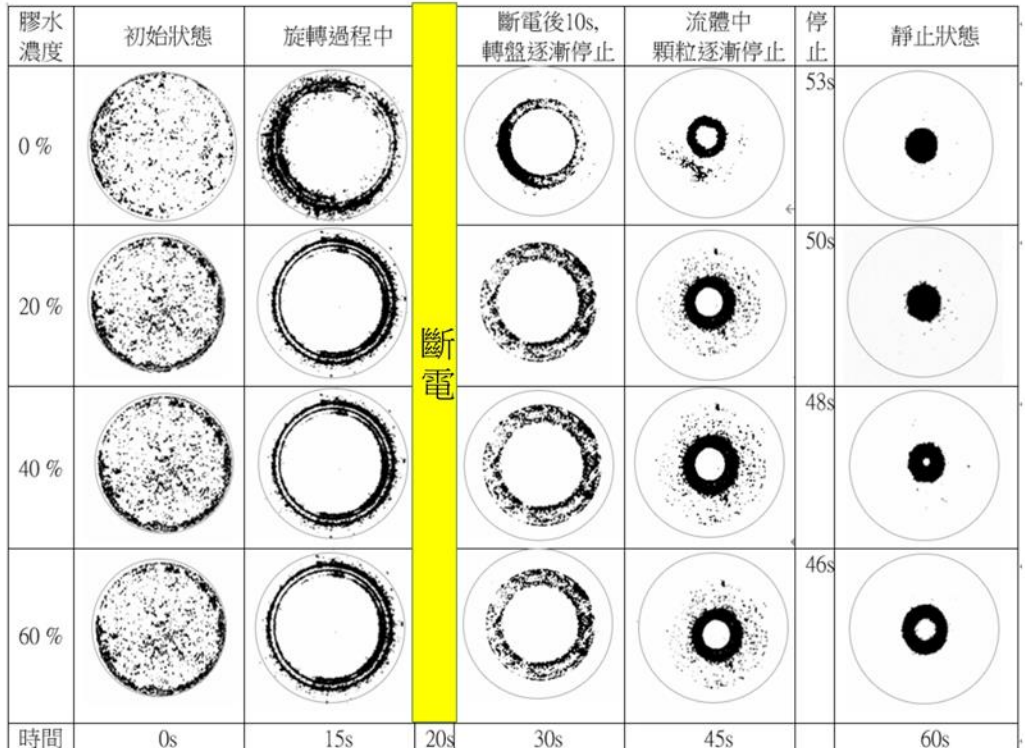 膠水
濃度
初始狀態
旋轉過程中
斷電後10s,
轉盤逐漸停止
流體中
顆粒逐漸停止
停
止
靜止狀態
0 %
53s
20 %
50s
斷
電
40 %
48s
60 %
46s
時間
0s
15s
20s
30s
45s
60s